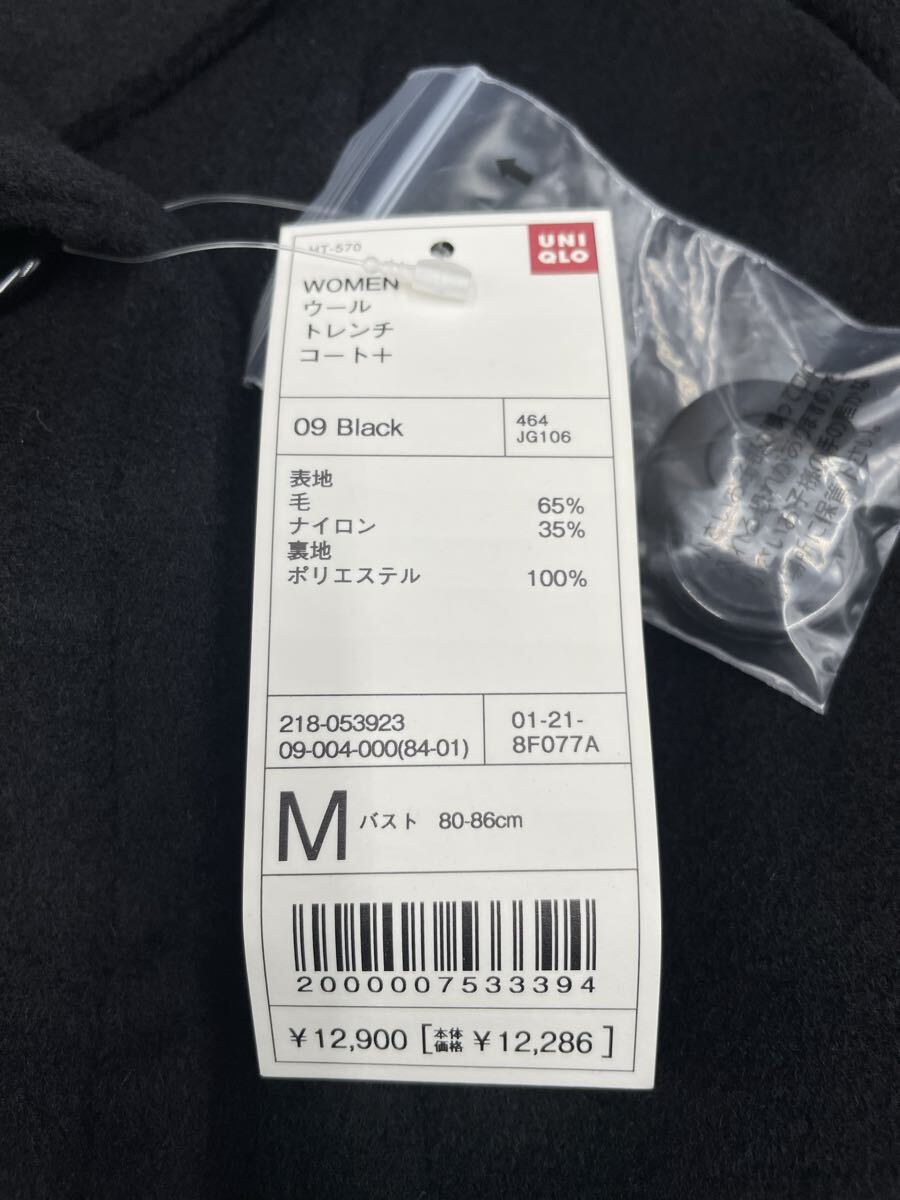 HT-570
UNI
QLO
WOMEN
ウール
トレンチ
コート＋
09 Black
464
JG106
表地
毛 65%
ナイロン 35%
裏地
ポリエステル 100%
218-053923
09-004-000(84-01)
01-21-
8F077A
M バスト 80-86cm
2000007533394
¥12,900 [本体価格 ¥12,286]